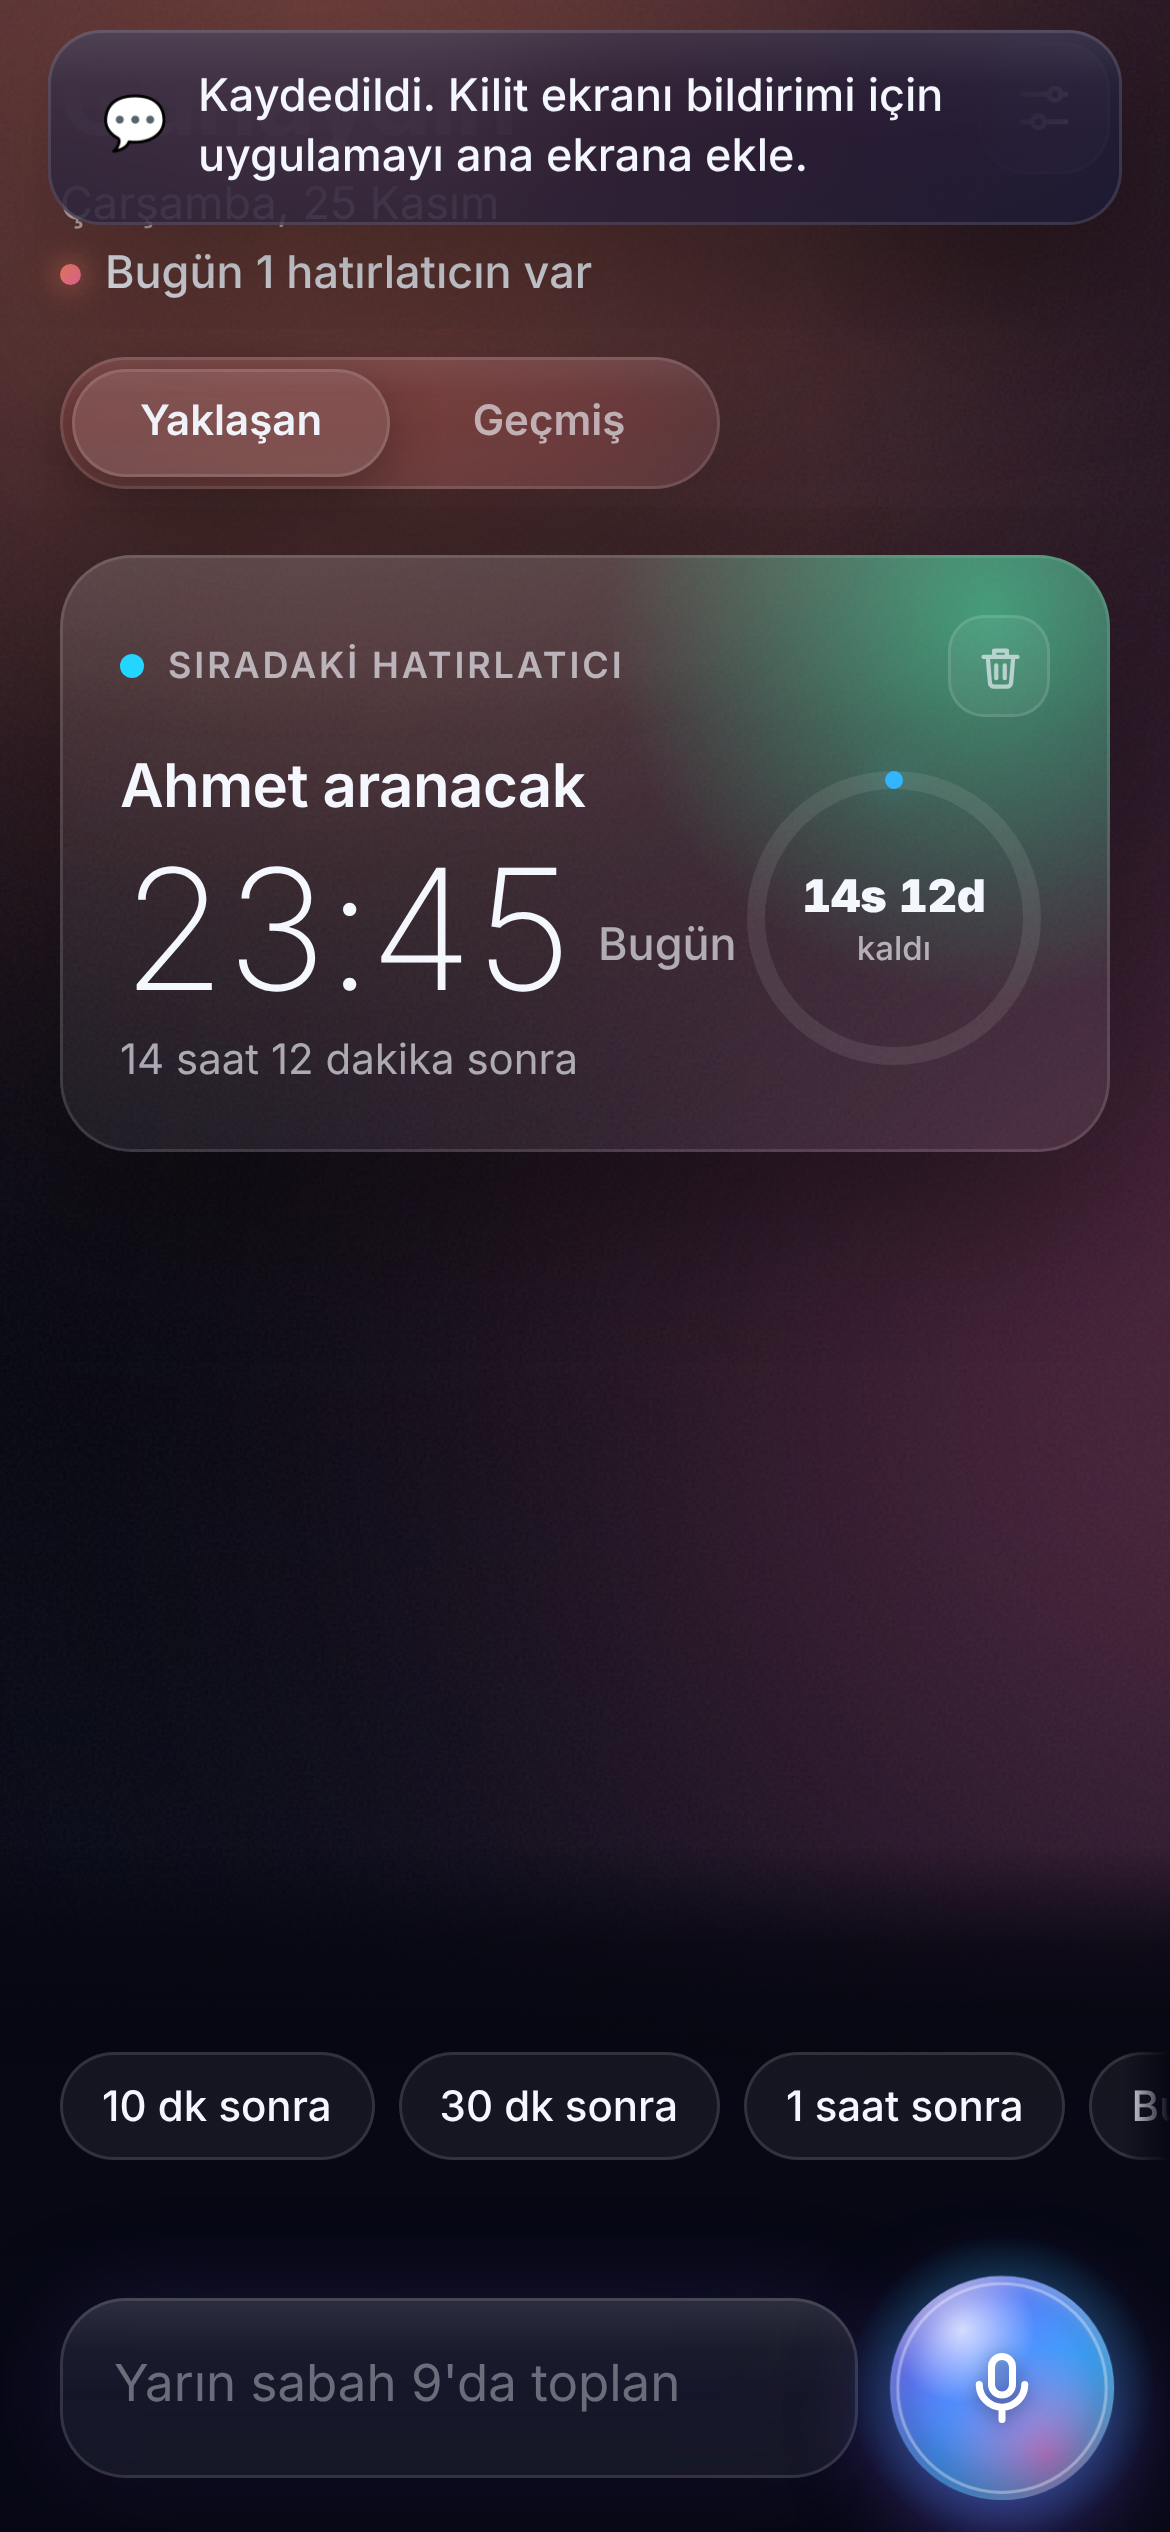 Kaydedildi. Kilit ekranı bildirimi için
uygulamayı ana ekrana ekle.
Çarşamba, 25 Kasım
Bugün 1 hatırlatıcın var
Yaklaşan
Geçmiş
SIRADAKİ HATIRLATICI
Ahmet aranacak
23:45 Bugün
14s 12d
kaldı
14 saat 12 dakika sonra
10 dk sonra
30 dk sonra
1 saat sonra
Yarın sabah 9'da toplan